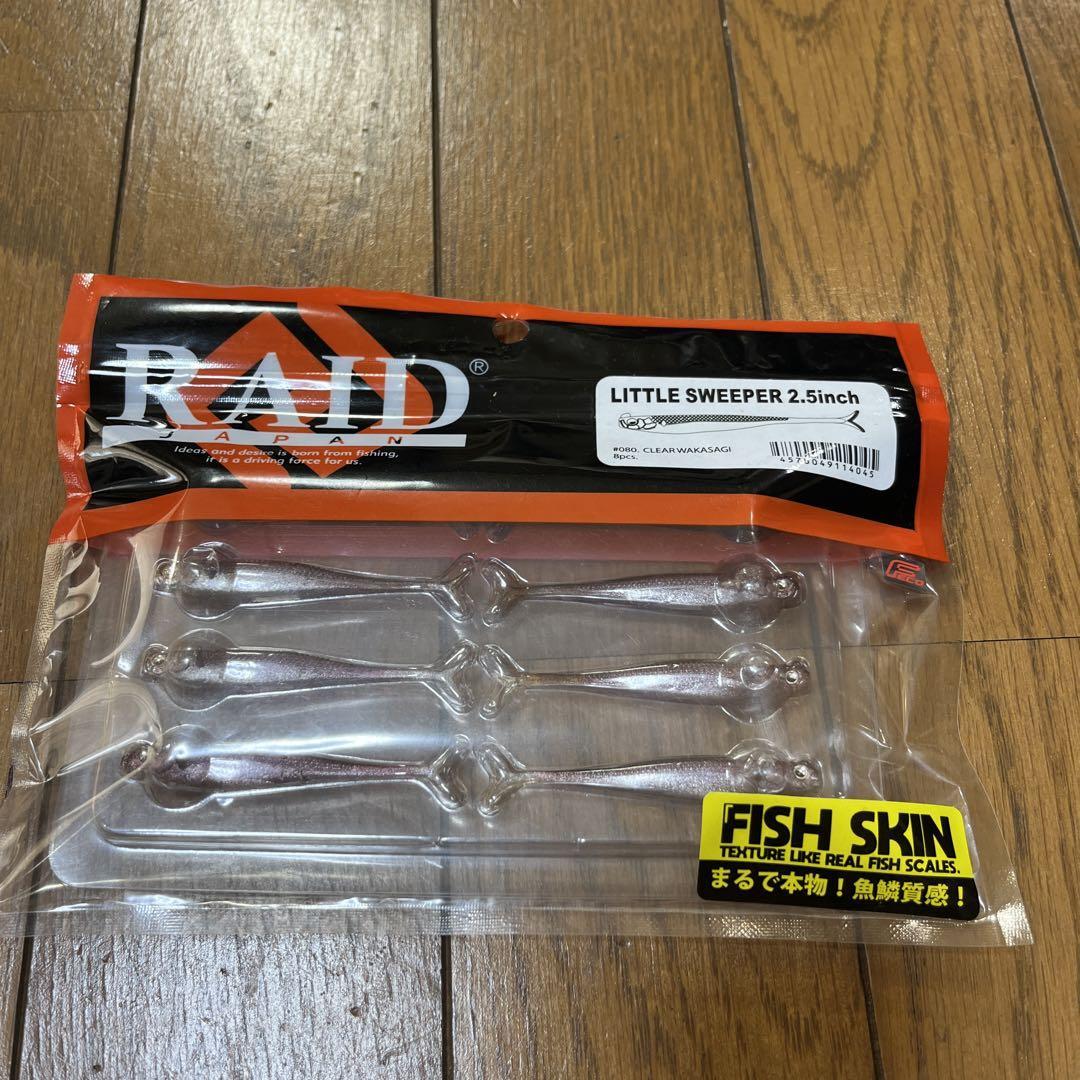 RAID®
JAPAN
Ideas and desire is born from fishing,
it is a driving force for us.
LITTLE SWEEPER 2.5inch
#080. CLEAR WAKASAGI
8pcs.
4570049114045
FECO
FISH SKIN
TEXTURE LIKE REAL FISH SCALES.
まるで本物！魚鱗質感！